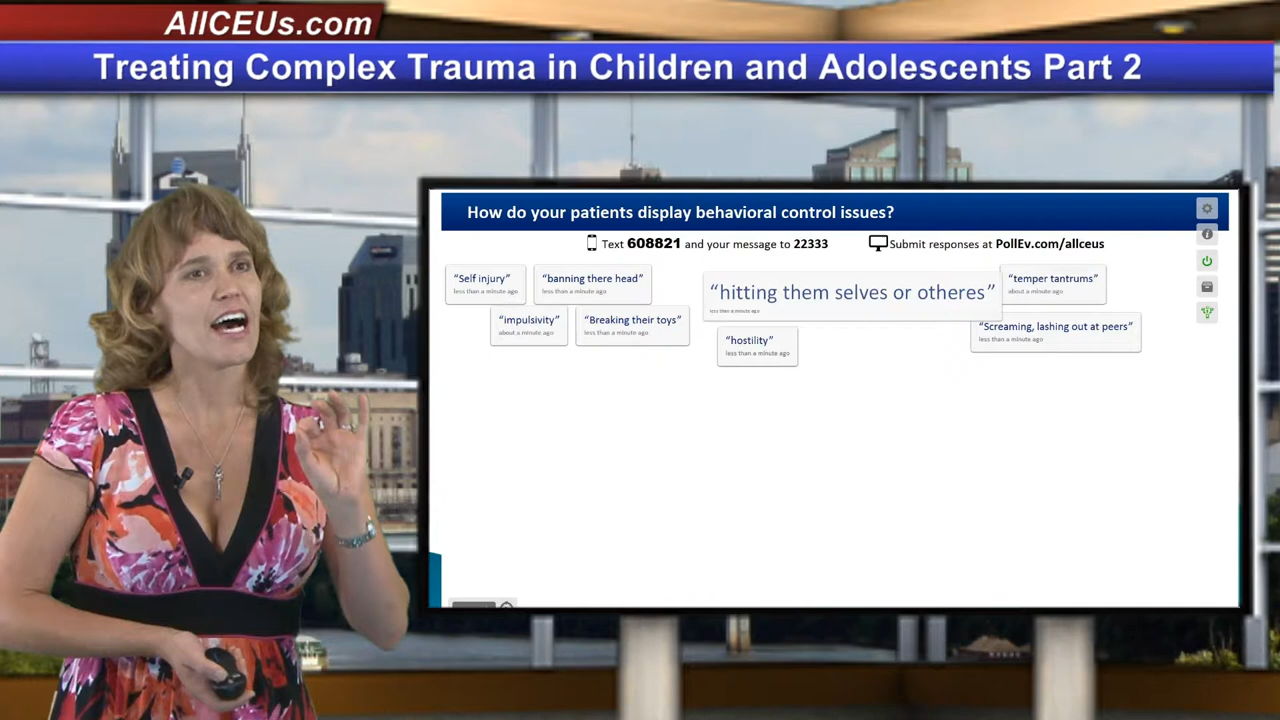 AllCEUs.com
Treating Complex Trauma in Children and Adolescents Part 2
How do your patients display behavioral control issues?
Text 608821 and your message to 22333
Submit responses at PollEv.com/allceus
“Self injury”
less than a minute ago
“banning there head”
less than a minute ago
“hitting them selves or otheres”
less than a minute ago
“temper tantrums”
about a minute ago
“impulsivity”
about a minute ago
“Breaking their toys”
less than a minute ago
“hostility”
less than a minute ago
“Screaming, lashing out at peers”
less than a minute ago